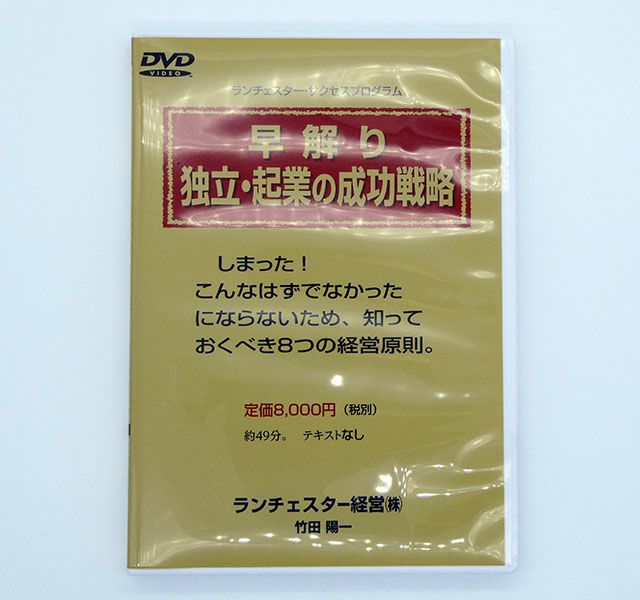 DVD
VIDEO
ランチェスター・サクセスプログラム
早解り
独立・起業の成功戦略
しまった！
こんなはずでなかった
にならないため、知って
おくべき8つの経営原則。
定価8,000円（税別）
約49分。 テキストなし
ランチェスター経営㈱
竹田 陽一